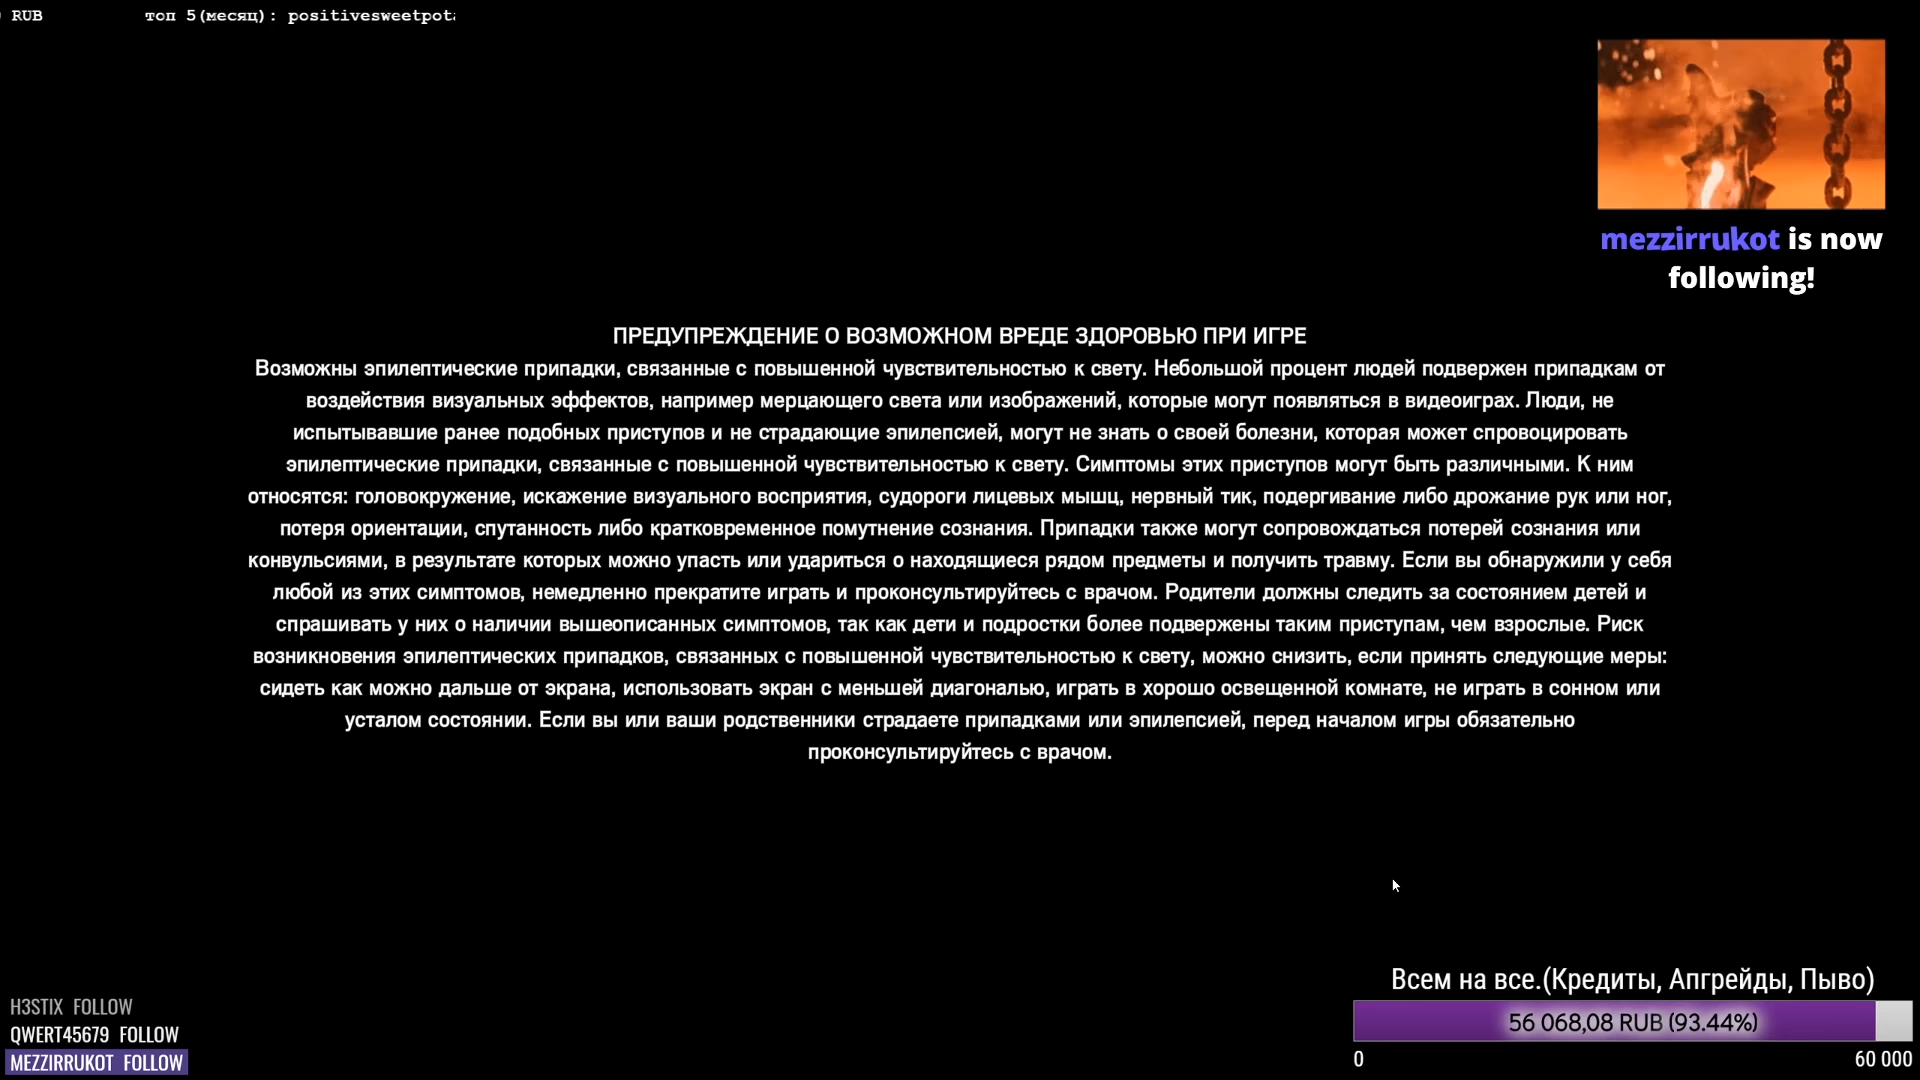 RUB
топ 5(месяц): positivesweetpot
mezzirrukot is now
following!
ПРЕДУПРЕЖДЕНИЕ О ВОЗМОЖНОМ ВРЕДЕ ЗДОРОВЬЮ ПРИ ИГРЕ
Возможны эпилептические припадки, связанные с повышенной чувствительностью к свету. Небольшой процент людей подвержен припадкам от
воздействия визуальных эффектов, например мерцающего света или изображений, которые могут появляться в видеоиграх. Люди, не
испытывавшие ранее подобных приступов и не страдающие эпилепсией, могут не знать о своей болезни, которая может спровоцировать
эпилептические припадки, связанные с повышенной чувствительностью к свету. Симптомы этих приступов могут быть различными. К ним
относятся: головокружение, искажение визуального восприятия, судороги лицевых мышц, нервный тик, подергивание либо дрожание рук или ног,
потеря ориентации, спутанность либо кратковременное помутнение сознания. Припадки также могут сопровождаться потерей сознания или
конвульсиями, в результате которых можно упасть или удариться о находящиеся рядом предметы и получить травму. Если вы обнаружили у себя
любой из этих симптомов, немедленно прекратите играть и проконсультируйтесь с врачом. Родители должны следить за состоянием детей и
спрашивать у них о наличии вышеописанных симптомов, так как дети и подростки более подвержены таким приступам, чем взрослые. Риск
возникновения эпилептических припадков, связанных с повышенной чувствительностью к свету, можно снизить, если принять следующие меры:
сидеть как можно дальше от экрана, использовать экран с меньшей диагональю, играть в хорошо освещенной комнате, не играть в сонном или
усталом состоянии. Если вы или ваши родственники страдаете припадками или эпилепсией, перед началом игры обязательно
проконсультируйтесь с врачом.
Всем на все.(Кредиты, Апгрейды, Пыво)
56 068,08 RUB (93.44%)
0 60 000
H3STIX FOLLOW
QWERT45679 FOLLOW
MEZZIRRUKOT FOLLOW